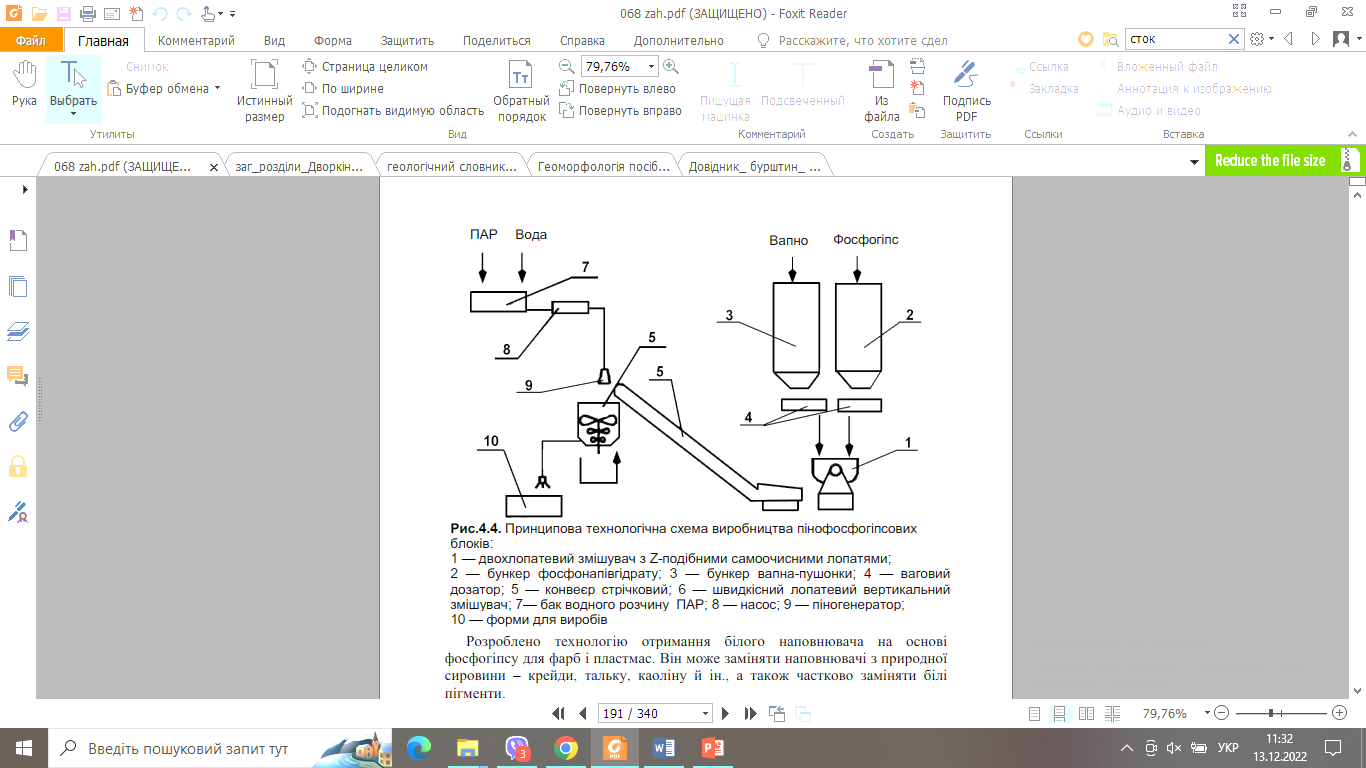 068 zah.pdf (ЗАЩИЩЕНО) - Foxit Reader
Файл Главная Комментарий Вид Форма Защитить Поделиться Справка Дополнительно Расскажите, что хотите сдел сток
Рука
Выбрать
Снимок
Буфер обмена
Утилиты
Истинный размер
Страница целиком
По ширине
Подогнать видимую область
Обратный порядок
79,76%
Повернуть влево
Повернуть вправо
Вид
Пишущая машинка
Подсвеченный
Комментарий
Из файла
Создать
Подпись PDF
Защитить
Ссылка
Закладка
Ссылки
Вложенный файл
Аннотация к изображению
Аудио и видео
Вставка
068 zah.pdf (ЗАЩИЩЕ... заг_розділи_Дворкін... геологічний словник... Геоморфологія посіб... Довідник_ бурштин_ ... Reduce the file size
ПАР Вода Вапно Фосфогіпс
7
3 2
8 5
9 5
4
10 1
Рис.4.4. Принципова технологічна схема виробництва пінофосфогіпсових
блоків:
1 — двохлопатевий змішувач з Z-подібними самоочисними лопатями;
2 — бункер фосфонапівгідрату; 3 — бункер вапна-пушонки; 4 — ваговий
дозатор; 5 — конвеєр стрічковий; 6 — швидкісний лопатевий вертикальний
змішувач; 7— бак водного розчину ПАР; 8 — насос; 9 — піногенератор;
10 — форми для виробів
Розроблено технологію отримання білого наповнювача на основі
фосфогіпсу для фарб і пластмас. Він може заміняти наповнювачі з природної
сировини – крейди, тальку, каоліну й ін., а також частково заміняти білі
пігменти.
191 / 340 79,76%
Введіть пошуковий запит тут 3 УКР 11:32
13.12.2022